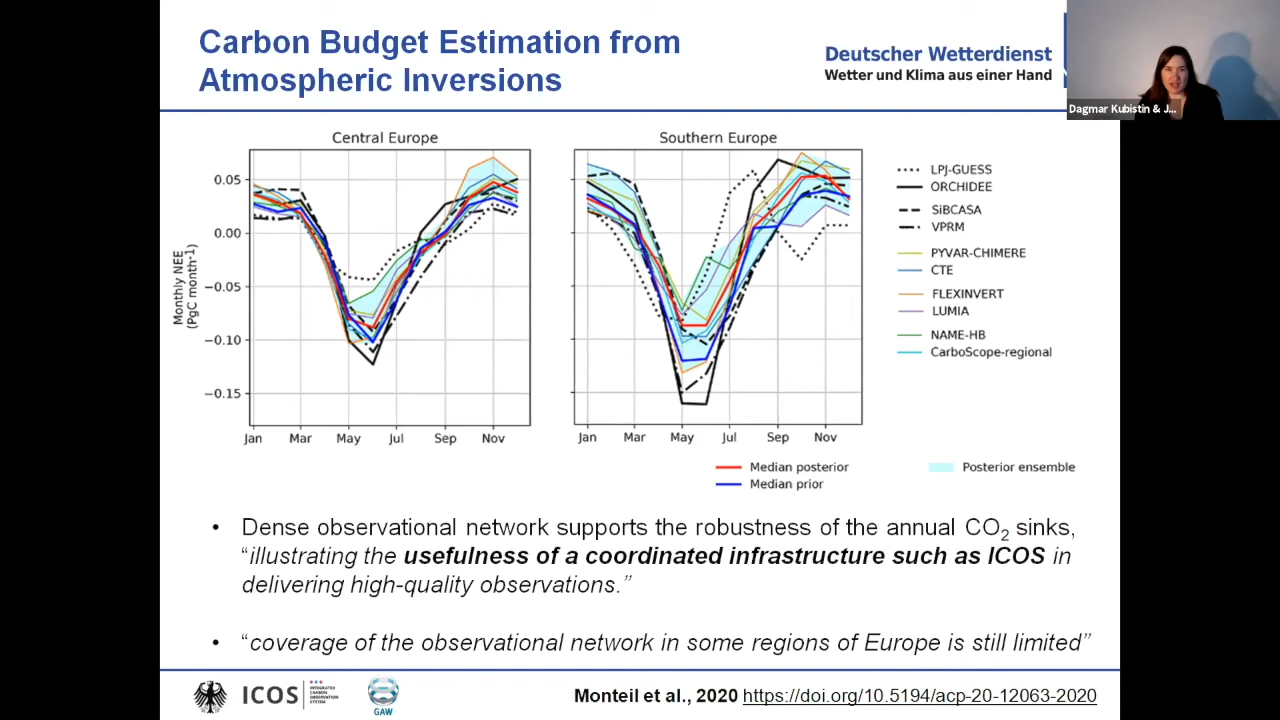 Carbon Budget Estimation from
Atmospheric Inversions
Deutscher Wetterdienst
Wetter und Klima aus einer Hand
Dagmar Kubistin & J...
Central Europe
Southern Europe
Monthly NEE
(PgC month⁻¹)
0.05
0.00
−0.05
−0.10
−0.15
Jan Mar May Jul Sep Nov
Jan Mar May Jul Sep Nov
LPJ-GUESS
ORCHIDEE
SiBCASA
VPRM
PYVAR-CHIMERE
CTE
FLEXINVERT
LUMIA
NAME-HB
CarboScope-regional
Median posterior
Median prior
Posterior ensemble
• Dense observational network supports the robustness of the annual CO₂ sinks,
“illustrating the usefulness of a coordinated infrastructure such as ICOS in
delivering high-quality observations.”
• “coverage of the observational network in some regions of Europe is still limited”
ICOS
INTEGRATED
CARBON
OBSERVATION
SYSTEM
GAW
Monteil et al., 2020 https://doi.org/10.5194/acp-20-12063-2020